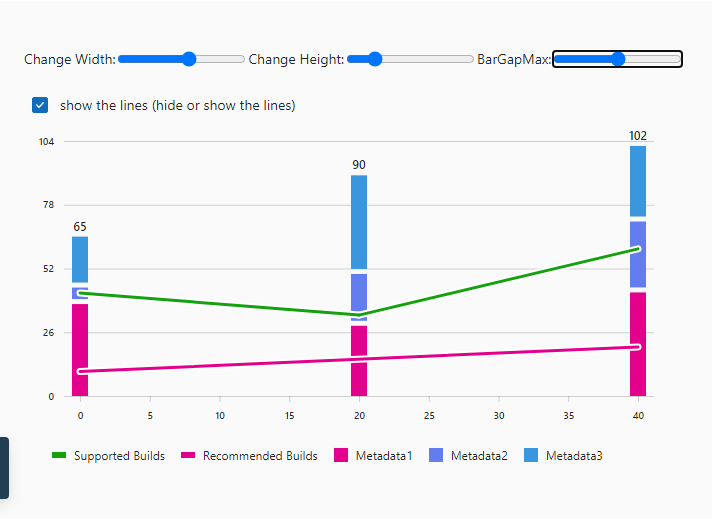 Change Width: Change Height: BarGapMax:
show the lines (hide or show the lines)
104
102
90
78
65
52
26
0
0 5 10 15 20 25 30 35 40
Supported Builds Recommended Builds Metadata1 Metadata2 Metadata3